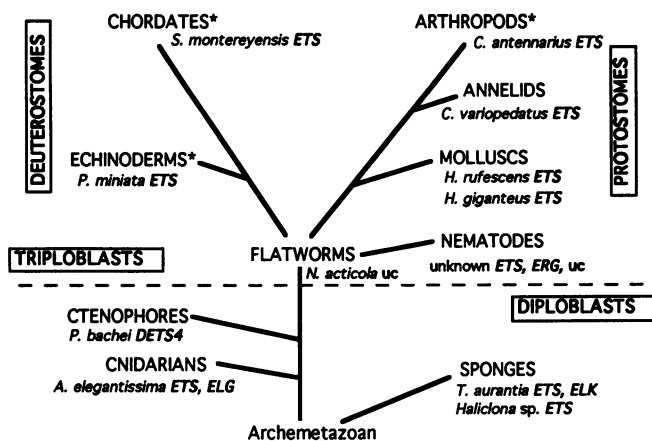 CHORDATES*
S. montereyensis ETS
ARTHROPODS*
C. antennarius ETS
DEUTEROSTOMES
PROTOSTOMES
ANNELIDS
C. variopedatus ETS
ECHINODERMS*
P. miniata ETS
MOLLUSCS
H. rufescens ETS
H. giganteus ETS
FLATWORMS
N. acticola uc
NEMATODES
unknown ETS, ERG, uc
TRIPLOBLASTS
DIPLOBLASTS
CTENOPHORES
P. bachei DETS4
CNIDARIANS
A. elegantissima ETS, ELG
SPONGES
T. aurantia ETS, ELK
Haliclona sp. ETS
Archemetazoan